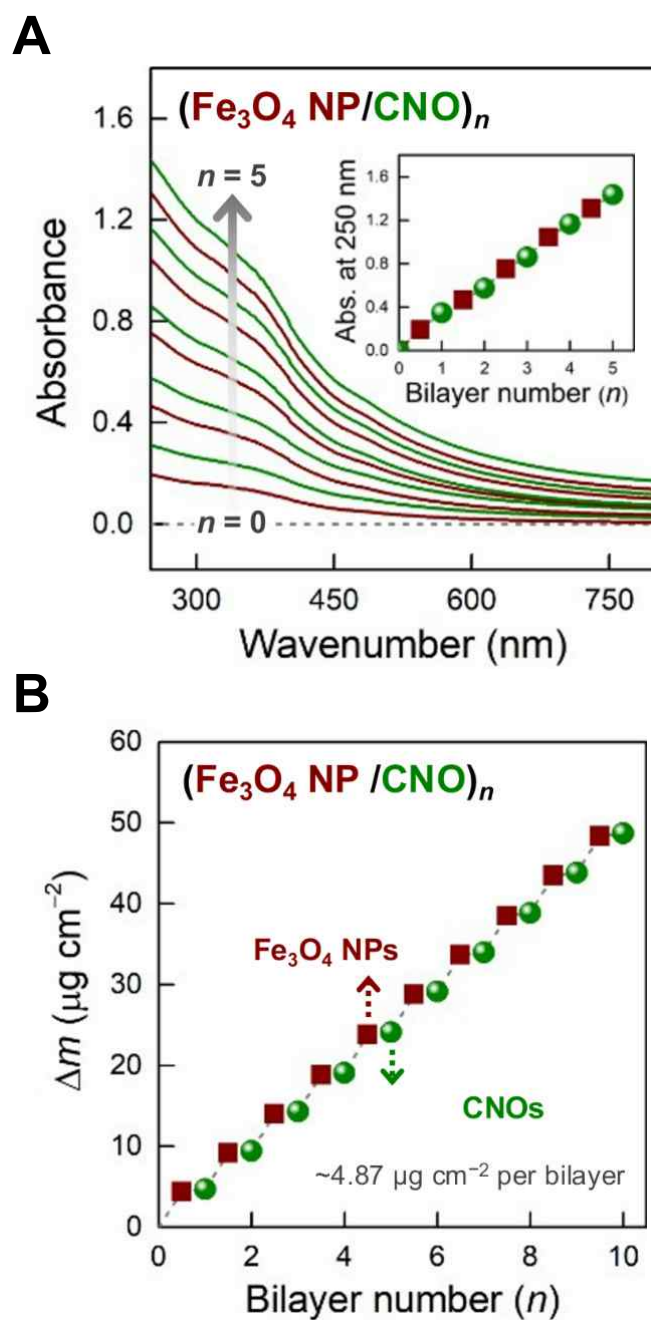 A
(Fe₃O₄ NP/CNO)ₙ
n = 5
n = 0
1.6
1.2
0.8
0.4
0.0
Absorbance
300 450 600 750
Wavenumber (nm)
1.6
1.2
0.8
0.4
0.0
Abs. at 250 nm
0 1 2 3 4 5
Bilayer number (n)
B
(Fe₃O₄ NP /CNO)ₙ
60
50
40
30
20
10
0
Δm (μg cm⁻²)
Fe₃O₄ NPs
CNOs
~4.87 μg cm⁻² per bilayer
0 2 4 6 8 10
Bilayer number (n)